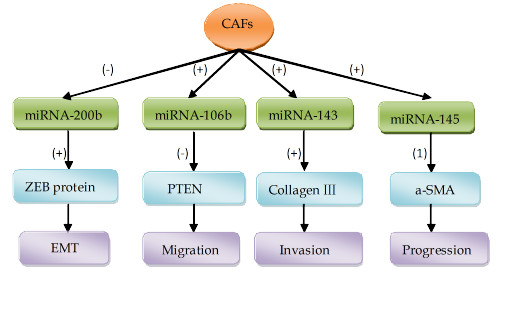 CAFs
(-)
(+)
(+)
(+)
miRNA-200b
miRNA-106b
miRNA-143
miRNA-145
(+)
(-)
(+)
(1)
ZEB protein
PTEN
Collagen III
a-SMA
EMT
Migration
Invasion
Progression